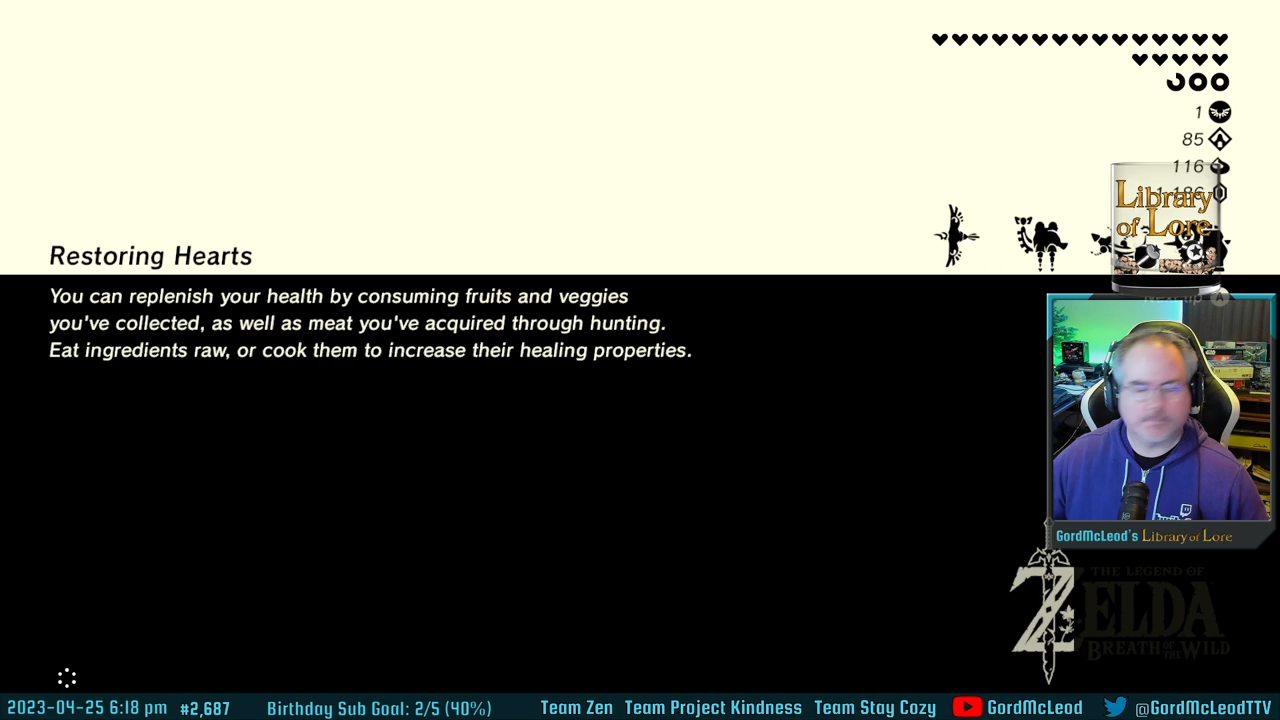 1
85
116
1,186
Library
of Lore
Restoring Hearts
You can replenish your health by consuming fruits and veggies
you've collected, as well as meat you've acquired through hunting.
Eat ingredients raw, or cook them to increase their healing properties.
Next tip A
GordMcLeod's Library of Lore
THE LEGEND OF
ZELDA
BREATH OF THE WILD
2023-04-25 6:18 pm #2,687 Birthday Sub Goal: 2/5 (40%) Team Zen Team Project Kindness Team Stay Cozy GordMcLeod @GordMcLeodTTV